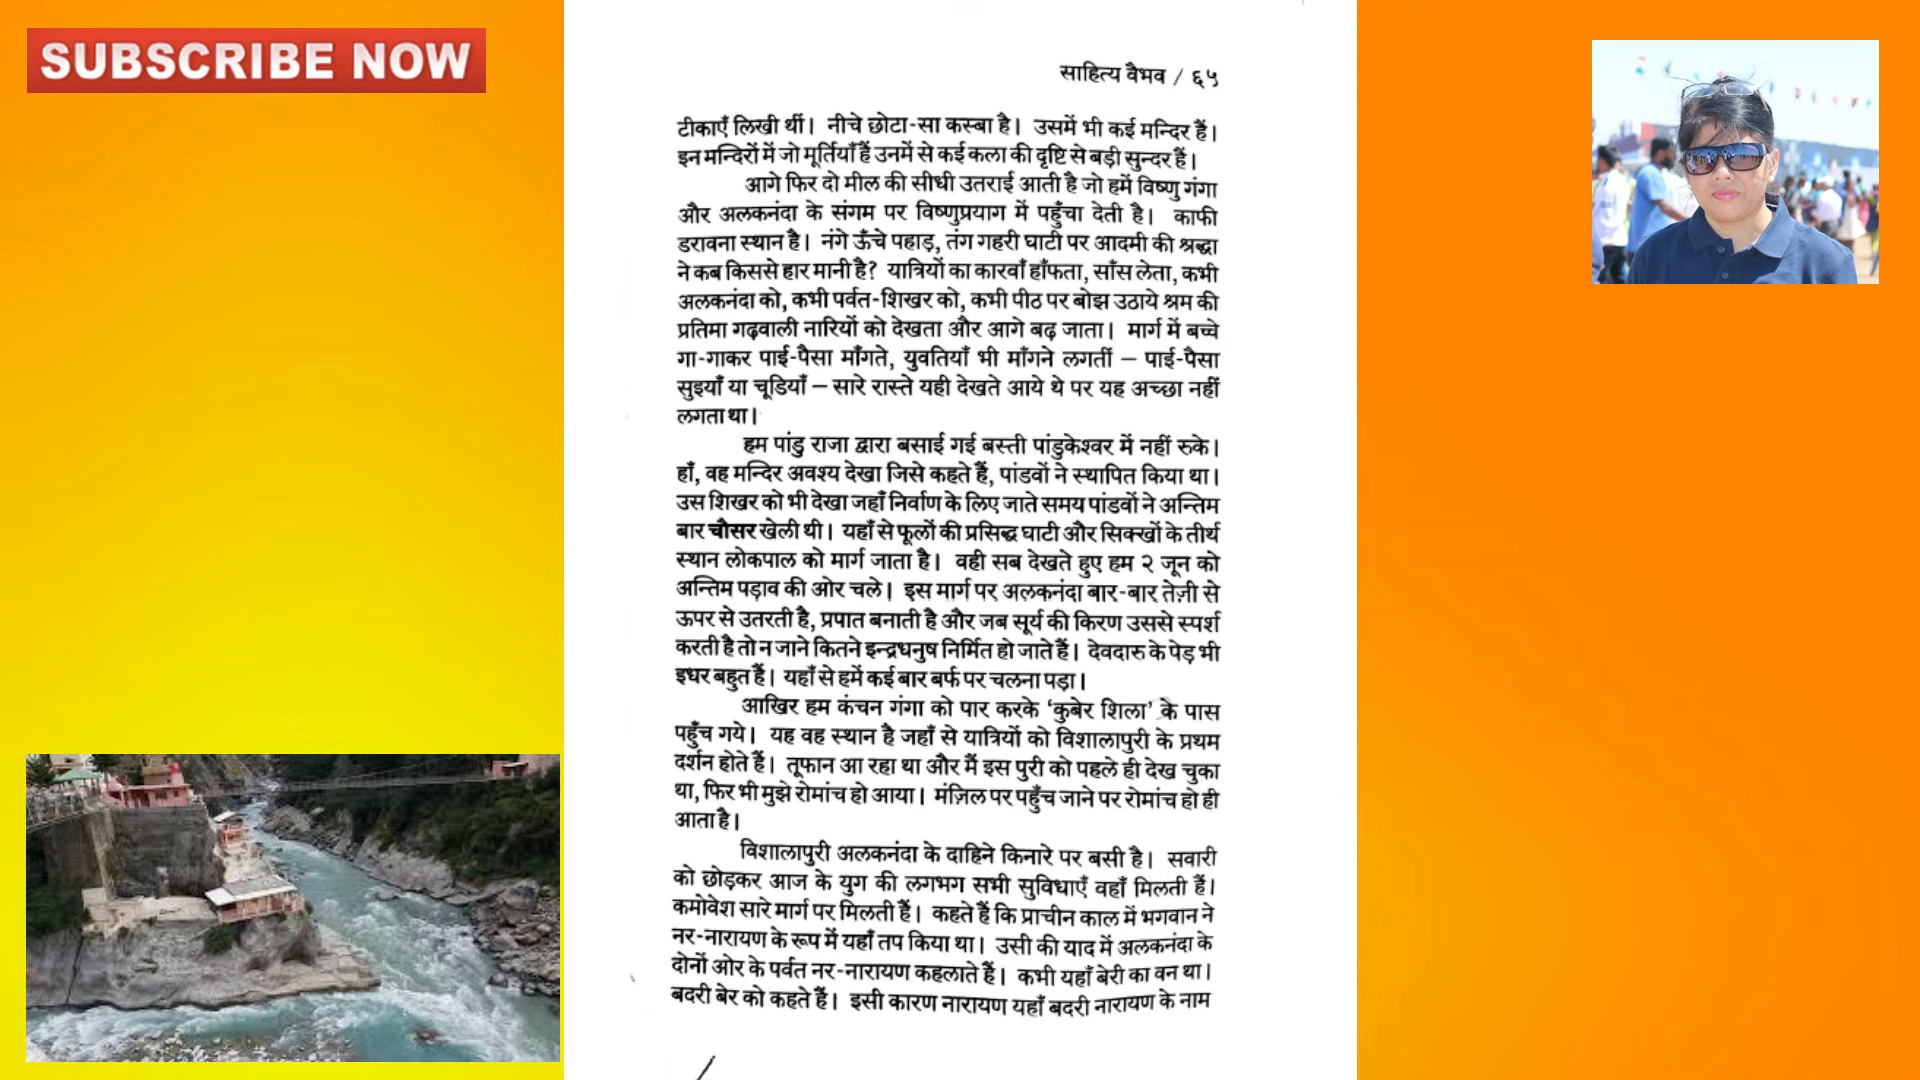 SUBSCRIBE NOW
साहित्य वैभव / ६५
टीकाएँ लिखी थीं। नीचे छोटा-सा कस्बा है। उसमें भी कई मन्दिर हैं।
इन मन्दिरों में जो मूर्तियाँ हैं उनमें से कई कला की दृष्टि से बड़ी सुन्दर हैं।
आगे फिर दो मील की सीधी उतराई आती है जो हमें विष्णु गंगा
और अलकनंदा के संगम पर विष्णुप्रयाग में पहुँचा देती है। काफी
डरावना स्थान है। नंगे ऊँचे पहाड़, तंग गहरी घाटी पर आदमी की श्रद्धा
ने कब किससे हार मानी है? यात्रियों का कारवाँ हाँफता, साँस लेता, कभी
अलकनंदा को, कभी पर्वत-शिखर को, कभी पीठ पर बोझ उठाये श्रम की
प्रतिमा गढ़वाली नारियों को देखता और आगे बढ़ जाता। मार्ग में बच्चे
गा-गाकर पाई-पैसा माँगते, युवतियाँ भी माँगने लगतीं – पाई-पैसा
सुइयाँ या चूडियाँ – सारे रास्ते यही देखते आये थे पर यह अच्छा नहीं
लगता था।
हम पांडु राजा द्वारा बसाई गई बस्ती पांडुकेश्वर में नहीं रुके।
हाँ, वह मन्दिर अवश्य देखा जिसे कहते हैं, पांडवों ने स्थापित किया था।
उस शिखर को भी देखा जहाँ निर्वाण के लिए जाते समय पांडवों ने अन्तिम
बार चौसर खेली थी। यहाँ से फूलों की प्रसिद्ध घाटी और सिक्खों के तीर्थ
स्थान लोकपाल को मार्ग जाता है। वही सब देखते हुए हम २ जून को
अन्तिम पड़ाव की ओर चले। इस मार्ग पर अलकनंदा बार-बार तेज़ी से
ऊपर से उतरती है, प्रपात बनाती है और जब सूर्य की किरण उससे स्पर्श
करती है तो न जाने कितने इन्द्रधनुष निर्मित हो जाते हैं। देवदारु के पेड़ भी
इधर बहुत हैं। यहाँ से हमें कई बार बर्फ पर चलना पड़ा।
आखिर हम कंचन गंगा को पार करके ‘कुबेर शिला’ के पास
पहुँच गये। यह वह स्थान है जहाँ से यात्रियों को विशालापुरी के प्रथम
दर्शन होते हैं। तूफान आ रहा था और मैं इस पुरी को पहले ही देख चुका
था, फिर भी मुझे रोमांच हो आया। मंज़िल पर पहुँच जाने पर रोमांच हो ही
आता है।
विशालापुरी अलकनंदा के दाहिने किनारे पर बसी है। सवारी
को छोड़कर आज के युग की लगभग सभी सुविधाएँ वहाँ मिलती हैं।
कमोवेश सारे मार्ग पर मिलती हैं। कहते हैं कि प्राचीन काल में भगवान ने
नर-नारायण के रूप में यहाँ तप किया था। उसी की याद में अलकनंदा के
दोनों ओर के पर्वत नर-नारायण कहलाते हैं। कभी यहाँ बेरी का वन था।
बदरी बेर को कहते हैं। इसी कारण नारायण यहाँ बदरी नारायण के नाम